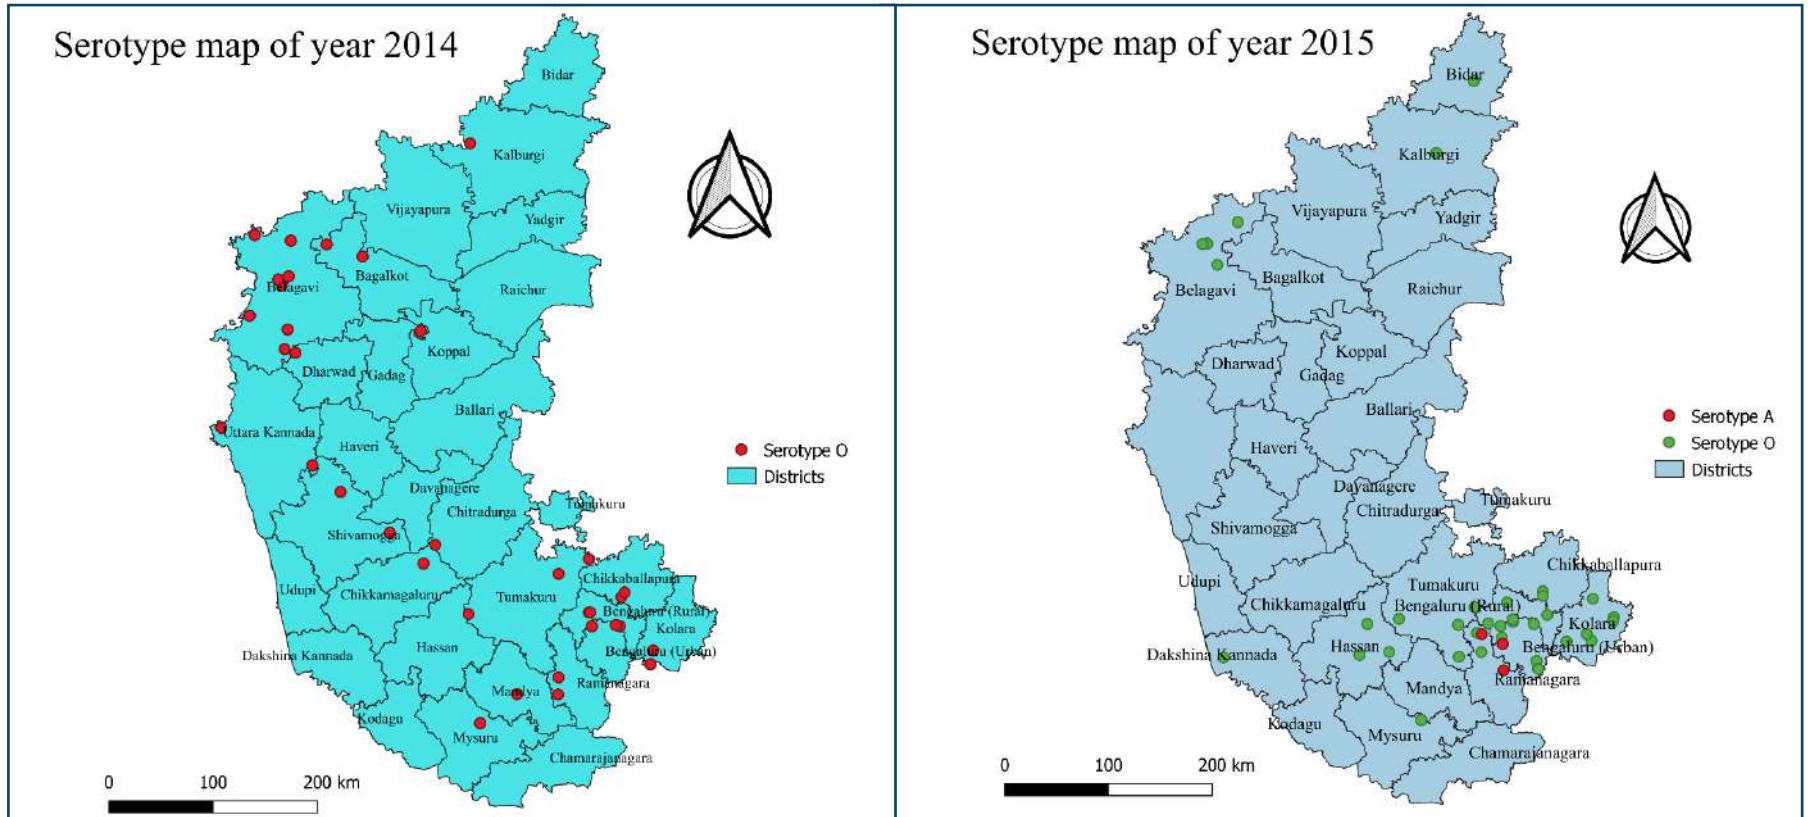 Serotype map of year 2014
Bidar
Kalburgi
Vijayapura
Yadgir
Bagalkot
Belagavi
Raichur
Koppal
Dharwad
Gadag
Ballari
Uttara Kannada
Haveri
Serotype O
Districts
Davanagere
Tumakuru
Chitradurga
Shivamogga
Chikkaballapura
Udupi
Chikkamagaluru
Tumakuru
Bengaluru (Rural)
Kolara
Hassan
Bengaluru (Urban)
Dakshina Kannada
Ramanagara
Mandya
Kodagu
Mysuru
Chamarajanagara
0 100 200 km
Serotype map of year 2015
Bidar
Kalburgi
Vijayapura
Yadgir
Bagalkot
Belagavi
Raichur
Koppal
Dharwad
Gadag
Ballari
Serotype A
Serotype O
Districts
Haveri
Davanagere
Tumakuru
Chitradurga
Shivamogga
Chikkaballapura
Udupi
Tumakuru
Chikkamagaluru
Bengaluru (Rural)
Kolara
Hassan
Bengaluru (Urban)
Dakshina Kannada
Ramanagara
Mandya
Kodagu
Mysuru
Chamarajanagara
0 100 200 km